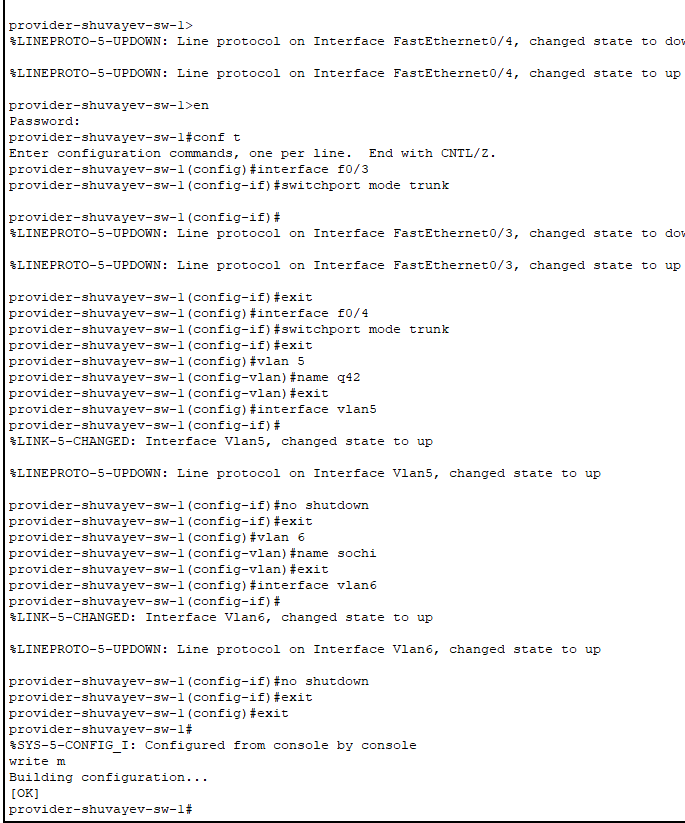 provider-shuvayev-sw-1>
%LINEPROTO-5-UPDOWN: Line protocol on Interface FastEthernet0/4, changed state to
%LINEPROTO-5-UPDOWN: Line protocol on Interface FastEthernet0/4, changed state to up
provider-shuvayev-sw-1>en
Password:
provider-shuvayev-sw-1#conf t
Enter configuration commands, one per line.  End with CNTL/Z.
provider-shuvayev-sw-1(config)#interface f0/3
provider-shuvayev-sw-1(config-if)#switchport mode trunk
provider-shuvayev-sw-1(config-if)#
%LINEPROTO-5-UPDOWN: Line protocol on Interface FastEthernet0/3, changed state to
%LINEPROTO-5-UPDOWN: Line protocol on Interface FastEthernet0/3, changed state to up
provider-shuvayev-sw-1(config-if)#exit
provider-shuvayev-sw-1(config)#interface f0/4
provider-shuvayev-sw-1(config-if)#switchport mode trunk
provider-shuvayev-sw-1(config-if)#exit
provider-shuvayev-sw-1(config)#vlan 5
provider-shuvayev-sw-1(config-vlan)#name q42
provider-shuvayev-sw-1(config-vlan)#exit
provider-shuvayev-sw-1(config)#interface vlan5
provider-shuvayev-sw-1(config-if)#
%LINK-5-CHANGED: Interface Vlan5, changed state to up
%LINEPROTO-5-UPDOWN: Line protocol on Interface Vlan5, changed state to up
provider-shuvayev-sw-1(config-if)#no shutdown
provider-shuvayev-sw-1(config-if)#exit
provider-shuvayev-sw-1(config)#vlan 6
provider-shuvayev-sw-1(config-vlan)#name sochi
provider-shuvayev-sw-1(config-vlan)#exit
provider-shuvayev-sw-1(config)#interface vlan6
provider-shuvayev-sw-1(config-if)#
%LINK-5-CHANGED: Interface Vlan6, changed state to up
%LINEPROTO-5-UPDOWN: Line protocol on Interface Vlan6, changed state to up
provider-shuvayev-sw-1(config-if)#no shutdown
provider-shuvayev-sw-1(config-if)#exit
provider-shuvayev-sw-1(config)#exit
provider-shuvayev-sw-1#
%SYS-5-CONFIG_I: Configured from console by console
write m
Building configuration...
[OK]
provider-shuvayev-sw-1#